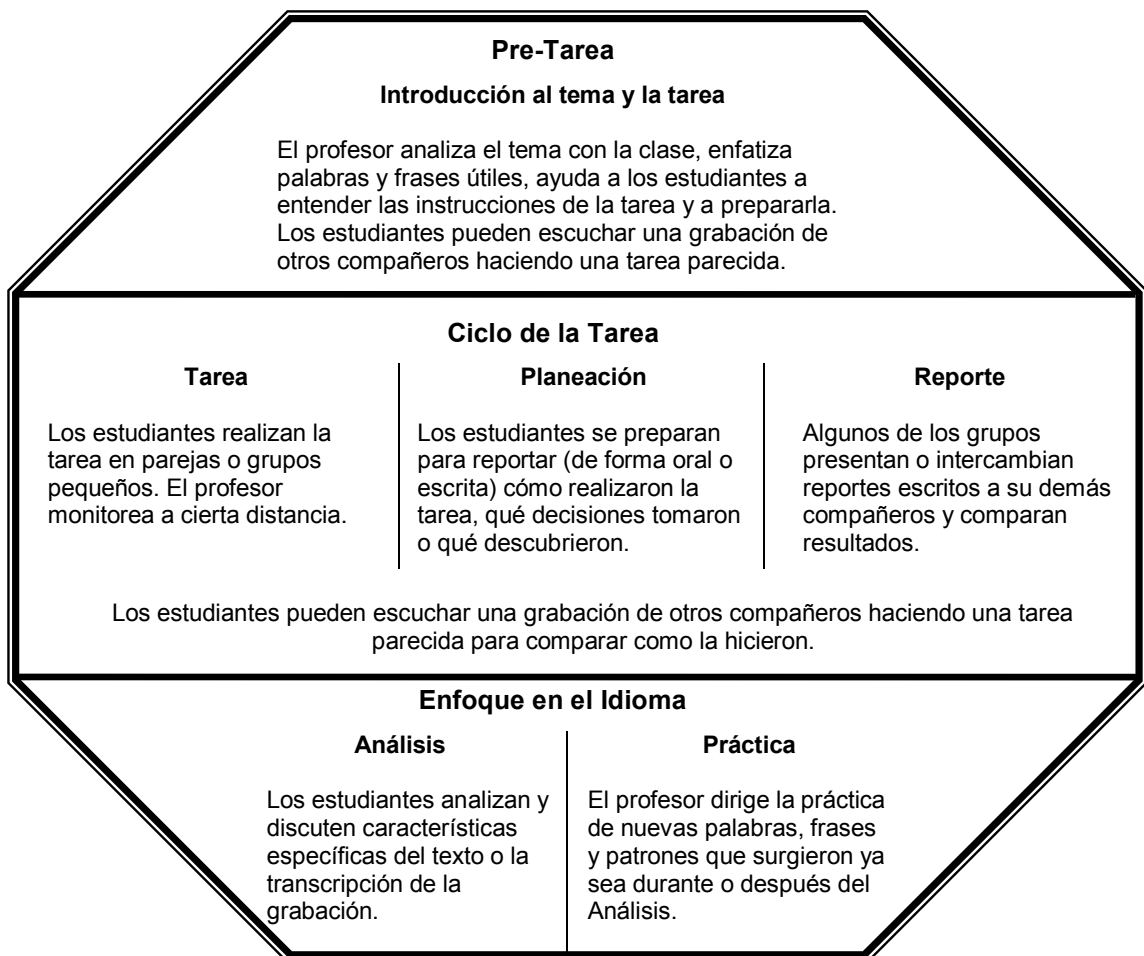 Pre-Tarea
Introducción al tema y la tarea
El profesor analiza el tema con la clase, enfatiza
palabras y frases útiles, ayuda a los estudiantes a
entender las instrucciones de la tarea y a prepararla.
Los estudiantes pueden escuchar una grabación de
otros compañeros haciendo una tarea parecida.
Ciclo de la Tarea
Tarea
Los estudiantes realizan la
tarea en parejas o grupos
pequeños. El profesor
monitorea a cierta distancia.
Planeación
Los estudiantes se preparan
para reportar (de forma oral o
escrita) cómo realizaron la
tarea, qué decisiones tomaron
o qué descubrieron.
Reporte
Algunos de los grupos
presentan o intercambian
reportes escritos a su demás
compañeros y comparan
resultados.
Los estudiantes pueden escuchar una grabación de otros compañeros haciendo una tarea
parecida para comparar como la hicieron.
Enfoque en el Idioma
Análisis
Los estudiantes analizan y
discuten características
específicas del texto o la
transcripción de la
grabación.
Práctica
El profesor dirige la práctica
de nuevas palabras, frases
y patrones que surgieron ya
sea durante o después del
Análisis.